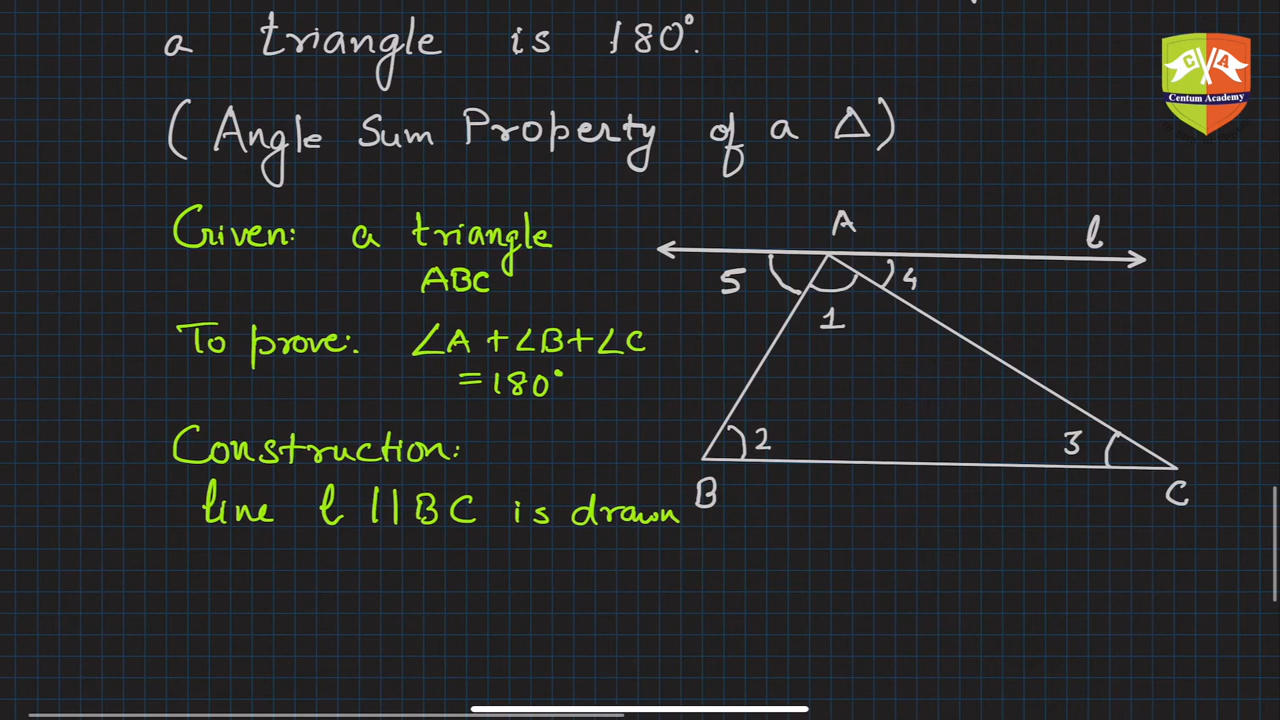 a triangle is 180°.
C A
Centum Academy
(Angle Sum Property of a Δ)
Given: a triangle
ABC
To prove: ∠A + ∠B + ∠C
= 180°
Construction:
line l || BC is drawn
A
l
5
4
1
2
3
B
C